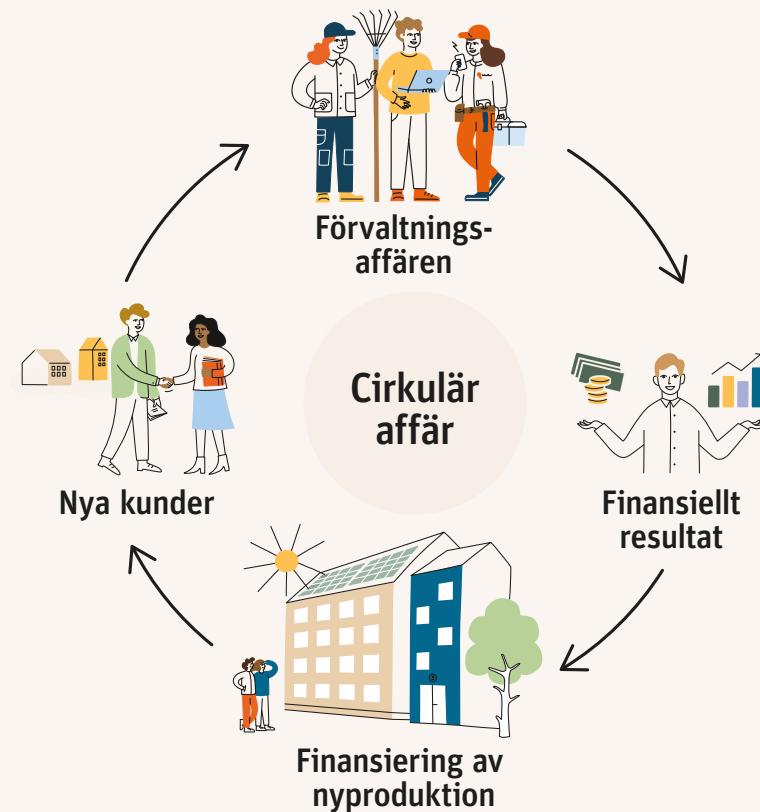 Förvaltnings-
affären
Cirkulär
affär
Nya kunder
Finansiellt
resultat
Finansiering av
nyproduktion